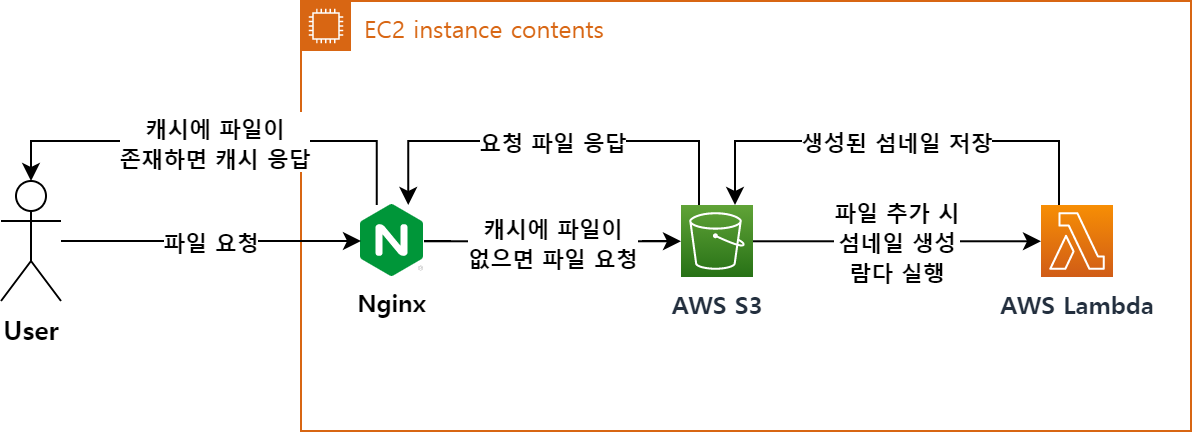 EC2 instance contents
캐시에 파일이
존재하면 캐시 응답
요청 파일 응답
생성된 섬네일 저장
파일 요청
캐시에 파일이
없으면 파일 요청
파일 추가 시
섬네일 생성
람다 실행
User
Nginx
AWS S3
AWS Lambda